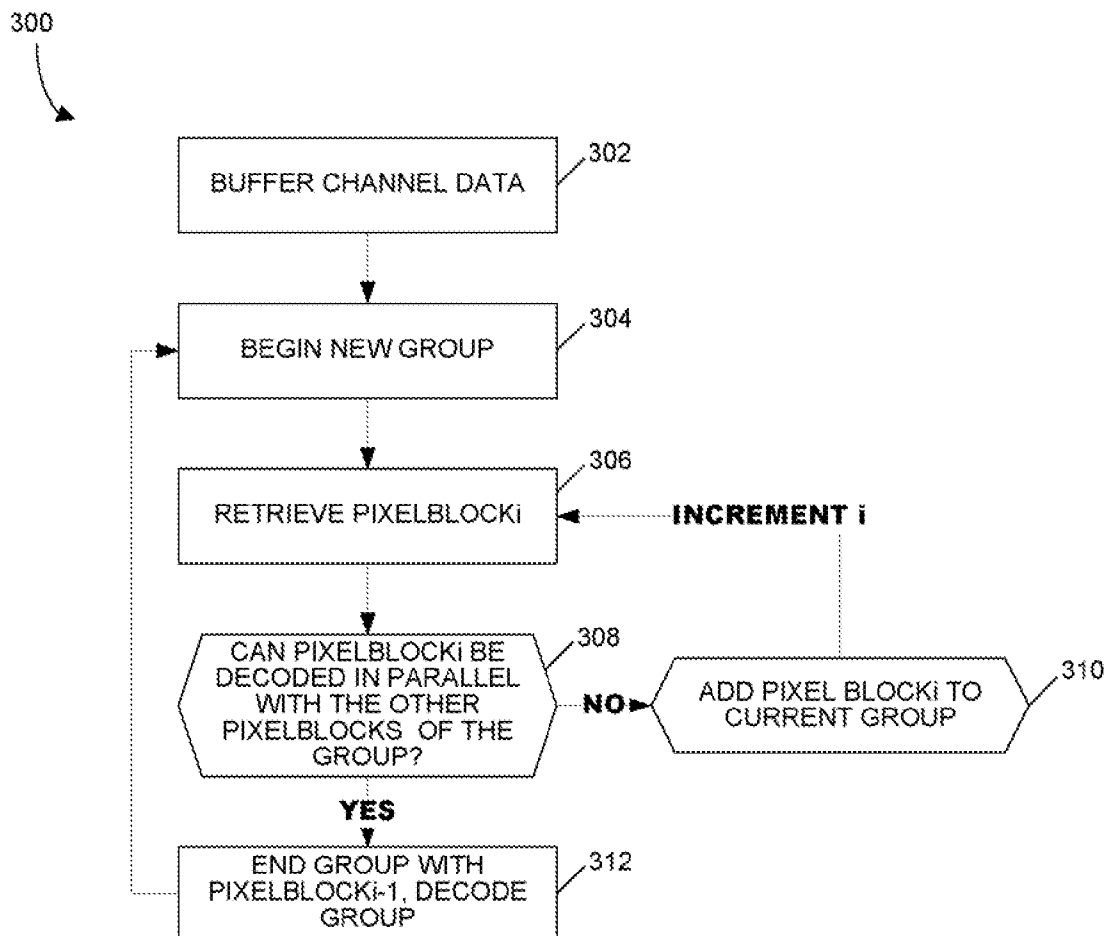 300
BUFFER CHANNEL DATA
302
BEGIN NEW GROUP
304
RETRIEVE PIXELBLOCKi
306
INCREMENT i
CAN PIXELBLOCKi BE
DECODED IN PARALLEL
WITH THE OTHER
PIXELBLOCKS OF THE
GROUP?
308
NO
ADD PIXEL BLOCKi TO
CURRENT GROUP
310
YES
END GROUP WITH
PIXELBLOCKi-1, DECODE
GROUP
312